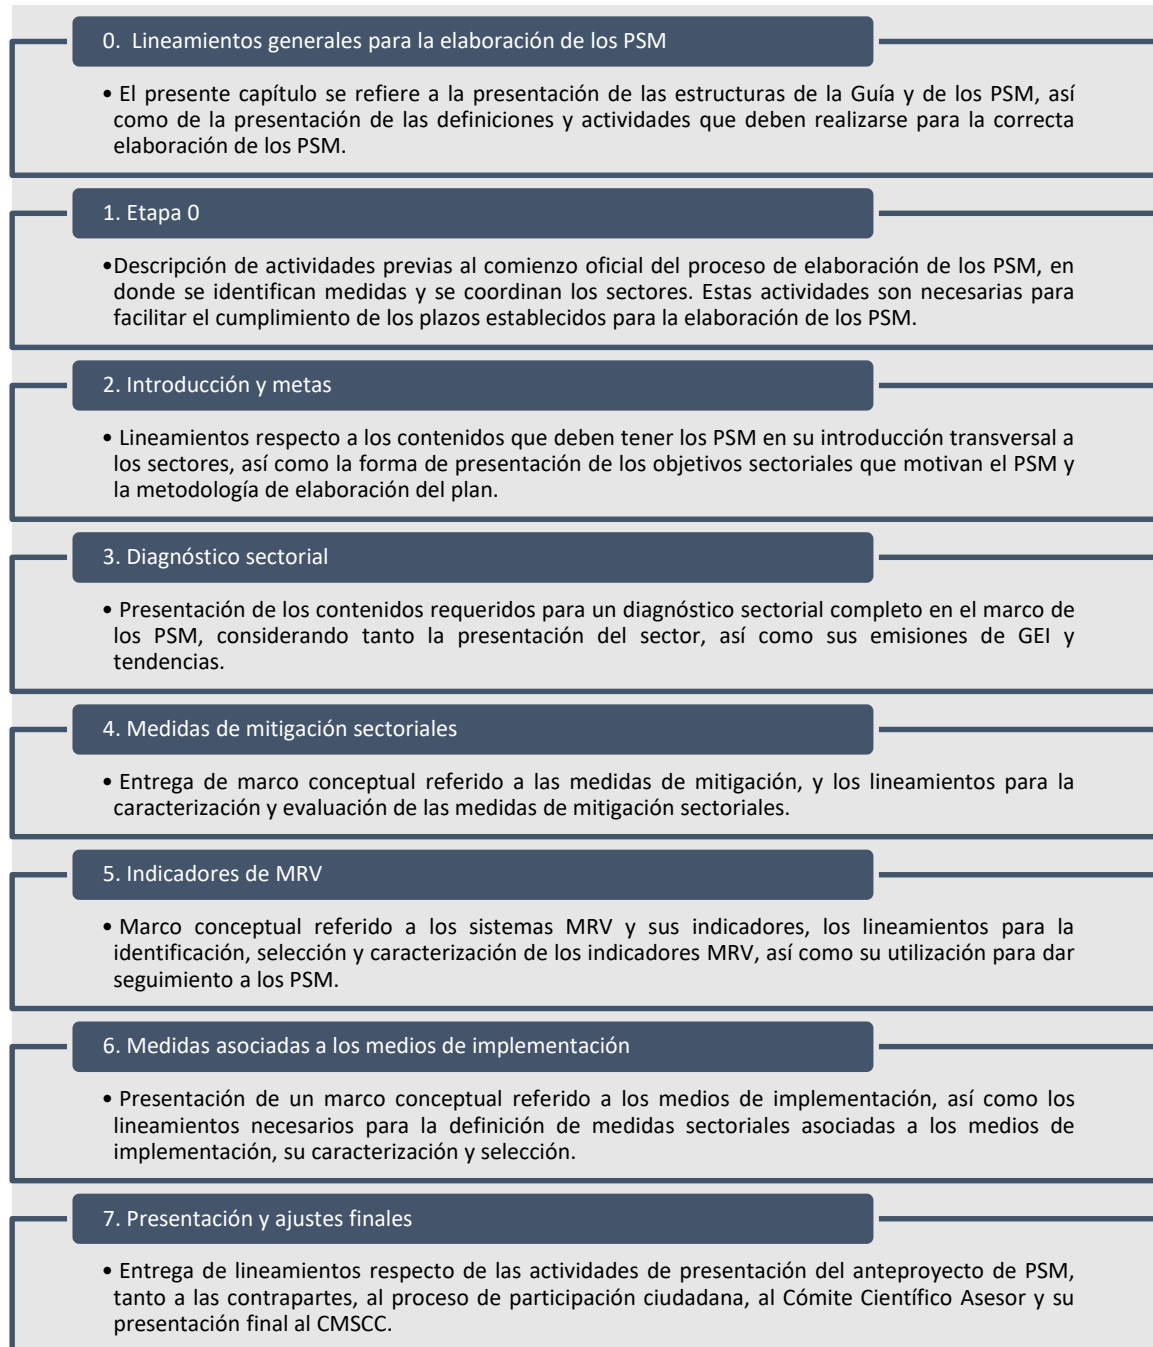 0. Lineamientos generales para la elaboración de los PSM
• El presente capítulo se refiere a la presentación de las estructuras de la Guía y de los PSM, así
como de la presentación de las definiciones y actividades que deben realizarse para la correcta
elaboración de los PSM.
1. Etapa 0
•Descripción de actividades previas al comienzo oficial del proceso de elaboración de los PSM, en
donde se identifican medidas y se coordinan los sectores. Estas actividades son necesarias para
facilitar el cumplimiento de los plazos establecidos para la elaboración de los PSM.
2. Introducción y metas
• Lineamientos respecto a los contenidos que deben tener los PSM en su introducción transversal a
los sectores, así como la forma de presentación de los objetivos sectoriales que motivan el PSM y
la metodología de elaboración del plan.
3. Diagnóstico sectorial
• Presentación de los contenidos requeridos para un diagnóstico sectorial completo en el marco de
los PSM, considerando tanto la presentación del sector, así como sus emisiones de GEI y
tendencias.
4. Medidas de mitigación sectoriales
• Entrega de marco conceptual referido a las medidas de mitigación, y los lineamientos para la
caracterización y evaluación de las medidas de mitigación sectoriales.
5. Indicadores de MRV
• Marco conceptual referido a los sistemas MRV y sus indicadores, los lineamientos para la
identificación, selección y caracterización de los indicadores MRV, así como su utilización para dar
seguimiento a los PSM.
6. Medidas asociadas a los medios de implementación
• Presentación de un marco conceptual referido a los medios de implementación, así como los
lineamientos necesarios para la definición de medidas sectoriales asociadas a los medios de
implementación, su caracterización y selección.
7. Presentación y ajustes finales
• Entrega de lineamientos respecto de las actividades de presentación del anteproyecto de PSM,
tanto a las contrapartes, al proceso de participación ciudadana, al Cómite Científico Asesor y su
presentación final al CMSCC.